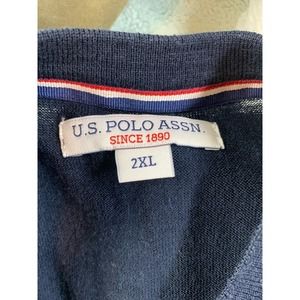 U.S. POLO ASSN.
SINCE 1890
2XL